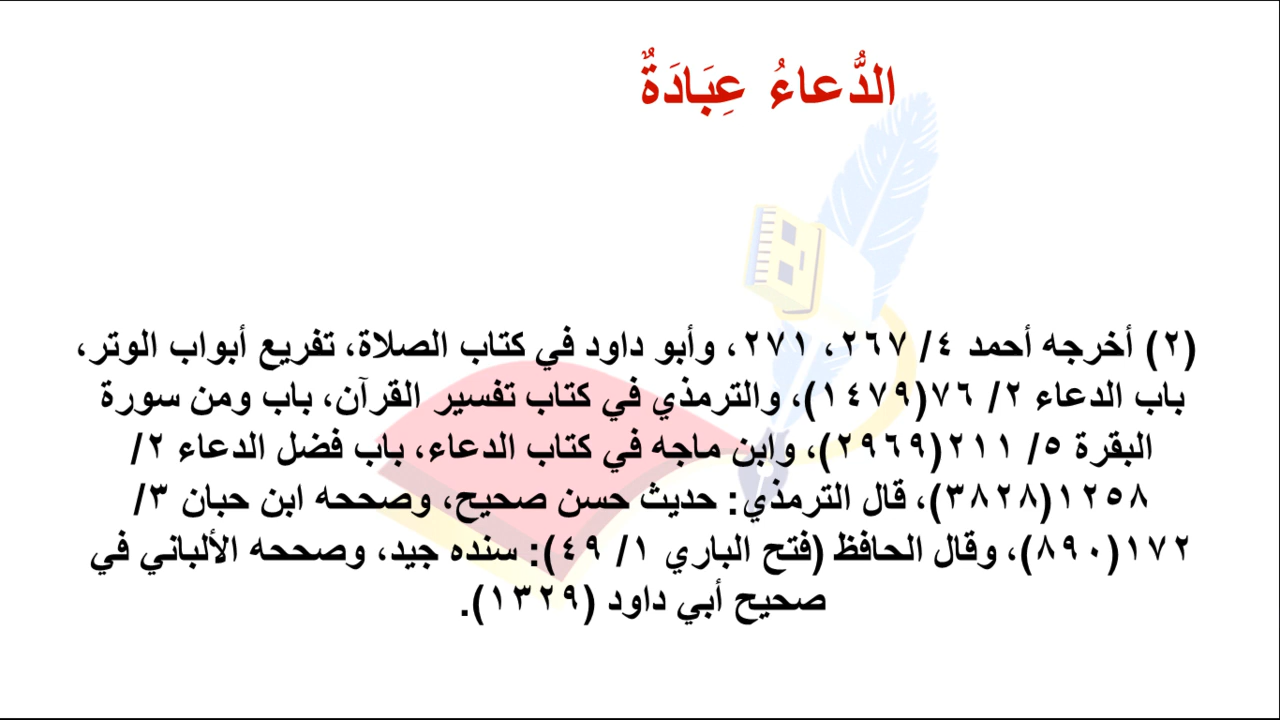 الدُّعاءُ عِبَادَةٌ
(٢) أخرجه أحمد ٤/ ٢٦٧، ٢٧١، وأبو داود في كتاب الصلاة، تفريع أبواب الوتر،
باب الدعاء ٢/ ٧٦(١٤٧٩)، والترمذي في كتاب تفسير القرآن، باب ومن سورة
البقرة ٥/ ٢١١(٢٩٦٩)، وابن ماجه في كتاب الدعاء، باب فضل الدعاء ٢/
١٢٥٨(٣٨٢٨)، قال الترمذي: حديث حسن صحيح، وصححه ابن حبان ٣/
١٧٢(٨٩٠)، وقال الحافظ (فتح الباري ١/ ٤٩): سنده جيد، وصححه الألباني في
صحيح أبي داود (١٣٢٩).